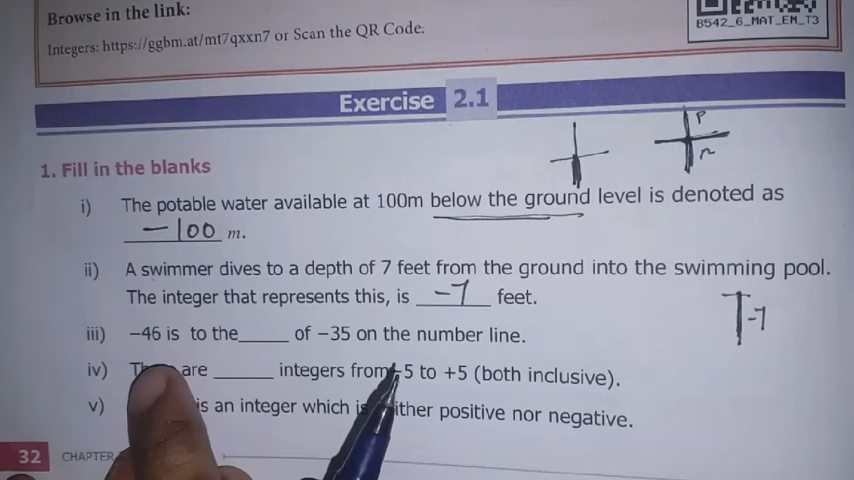 Browse in the link:
Integers: https://ggbm.at/mt7qxxn7 or Scan the QR Code.
B542_6_MAT_EM_T3
Exercise 2.1
1. Fill in the blanks
P
n
i) The potable water available at 100m below the ground level is denoted as
-100 m.
ii) A swimmer dives to a depth of 7 feet from the ground into the swimming pool.
The integer that represents this, is -7 feet.
-7
iii) -46 is to the_____ of -35 on the number line.
iv) are ______ integers from -5 to +5 (both inclusive).
v) is an integer which is positive nor negative.
32 CHAPTER